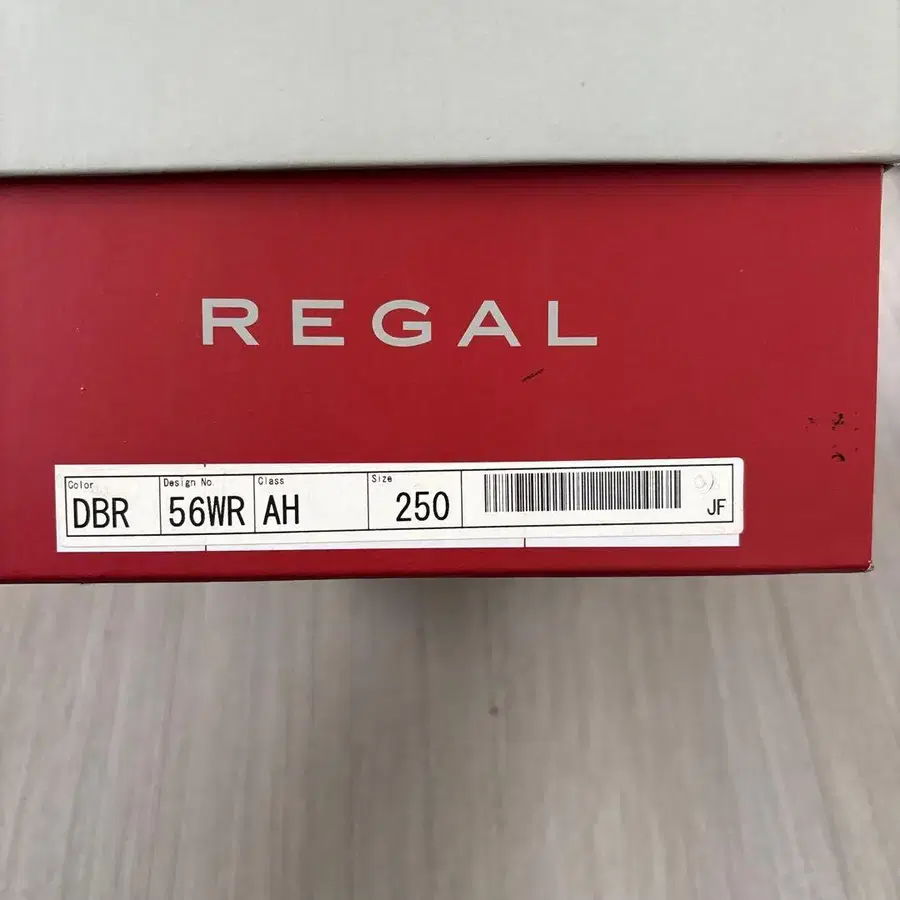 REGAL
Color Design No. Class Size
DBR 56WR AH 250 JF